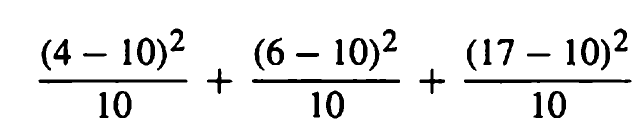 (4 – 10)² / 10 + (6 – 10)² / 10 + (17 – 10)² / 10